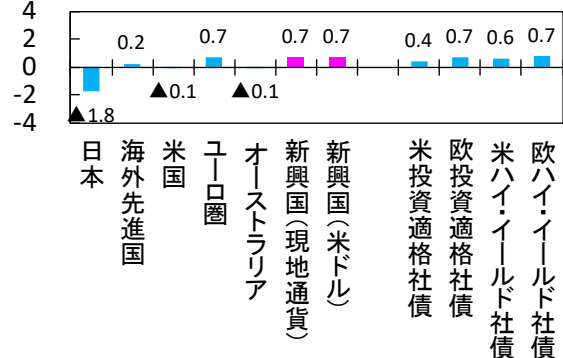 4
2
0
-2
-4
▲1.8
0.2
▲0.1
0.7
▲0.1
0.7
0.7
0.4
0.7
0.6
0.7
日本
海外先進国
米国
ユーロ圏
オーストラリア
新興国(現地通貨)
新興国(米ドル)
米投資適格社債
欧投資適格社債
米ハイ・イールド社債
欧ハイ・イールド社債